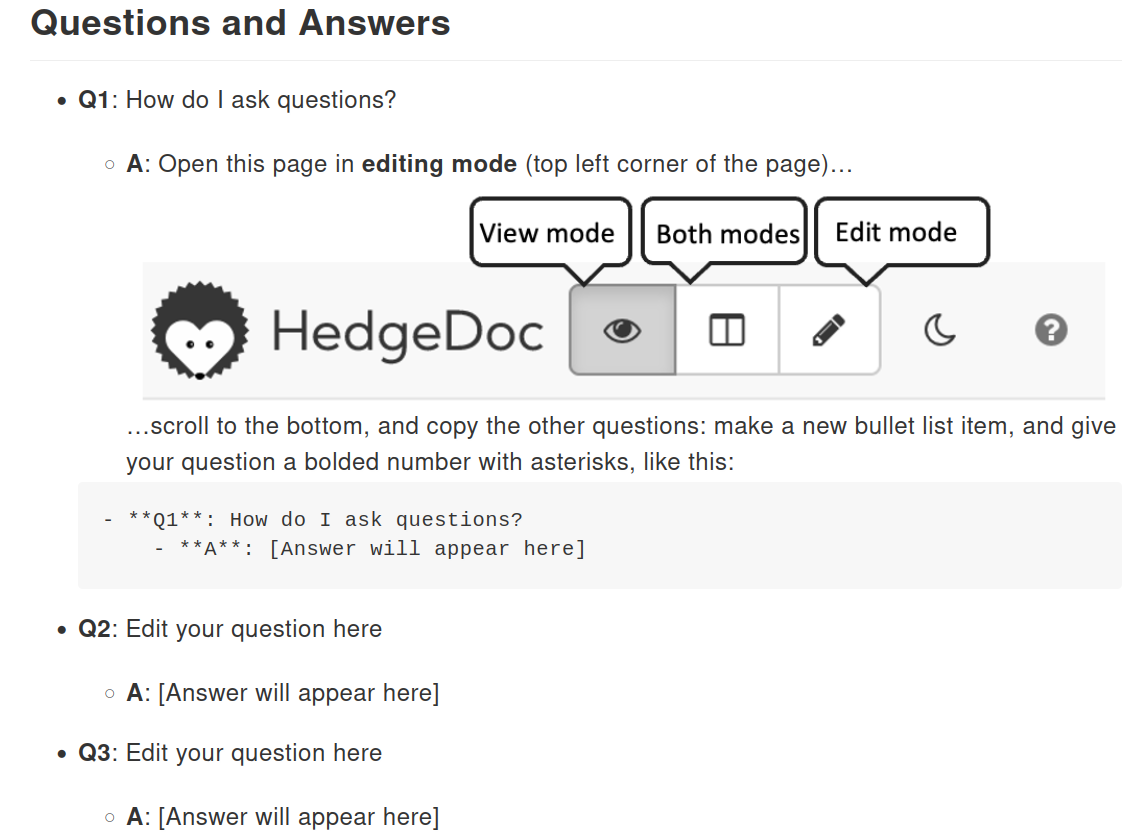 Questions and Answers
• Q1: How do I ask questions?
○ A: Open this page in editing mode (top left corner of the page)…
View mode Both modes Edit mode
HedgeDoc ?
…scroll to the bottom, and copy the other questions: make a new bullet list item, and give
your question a bolded number with asterisks, like this:
- **Q1**: How do I ask questions?
    - **A**: [Answer will appear here]
• Q2: Edit your question here
○ A: [Answer will appear here]
• Q3: Edit your question here
○ A: [Answer will appear here]